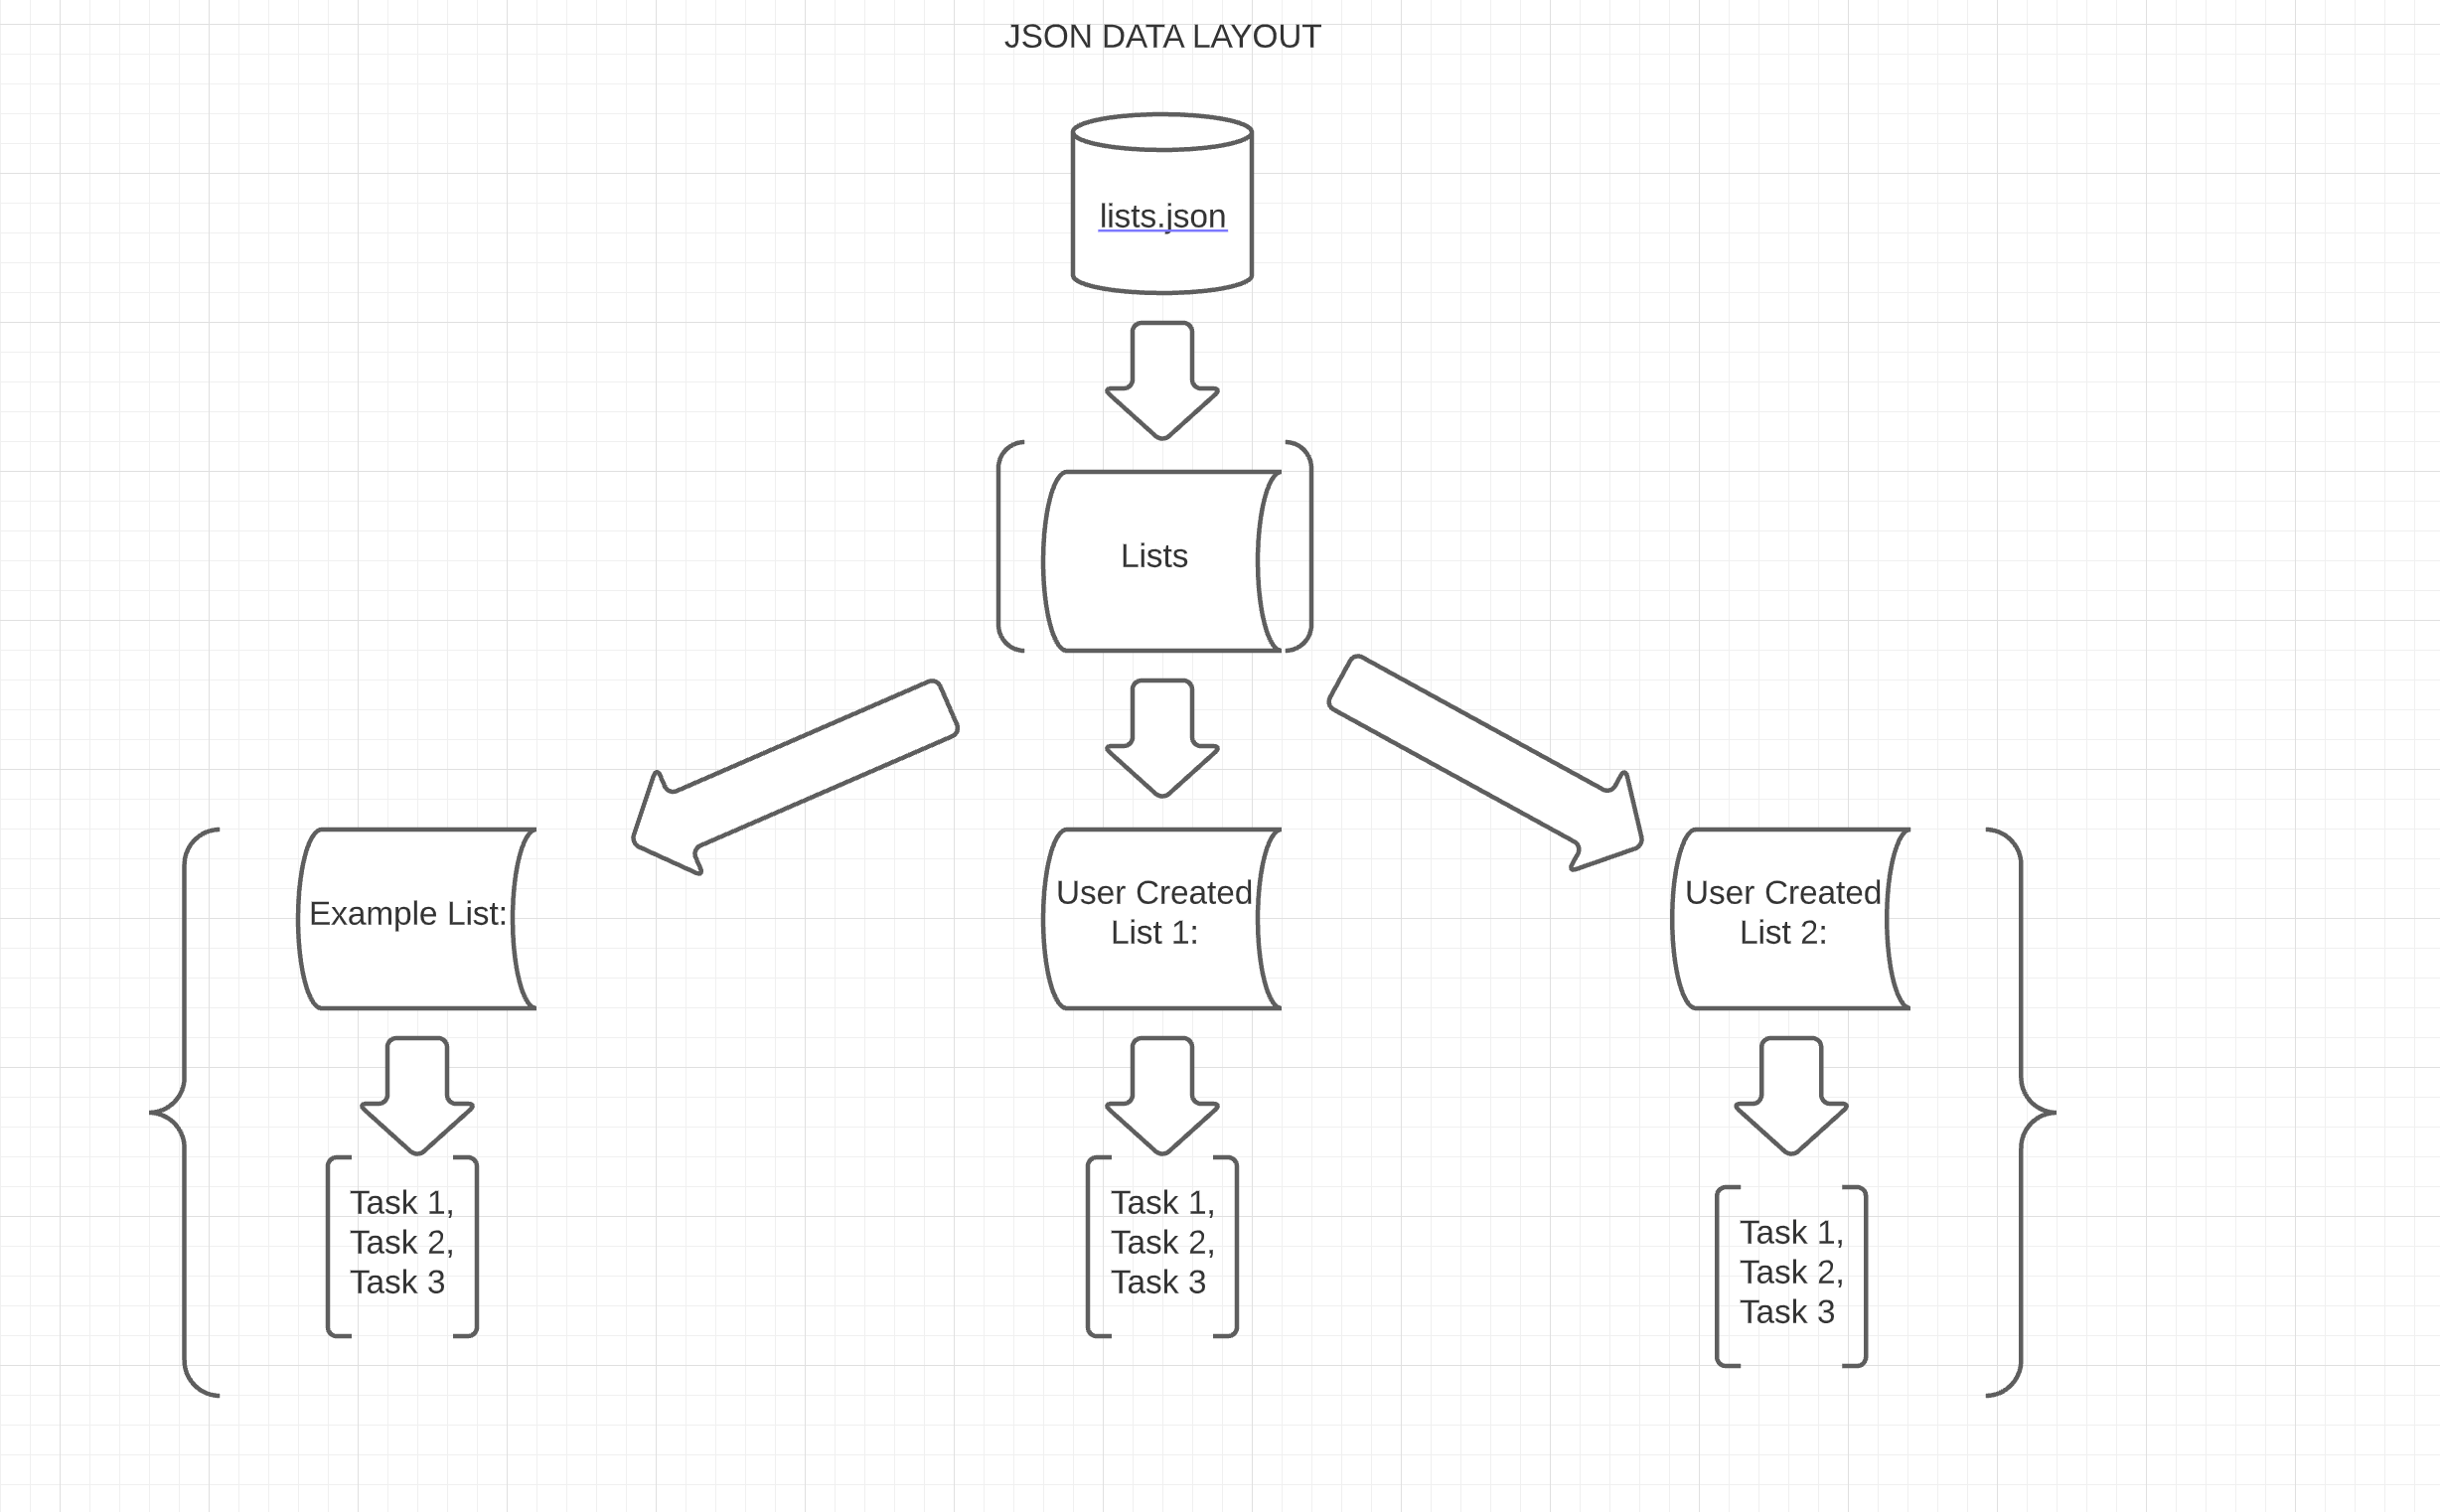 JSON DATA LAYOUT
lists.json
Lists
Example List:
User Created
List 1:
User Created
List 2:
Task 1,
Task 2,
Task 3
Task 1,
Task 2,
Task 3
Task 1,
Task 2,
Task 3